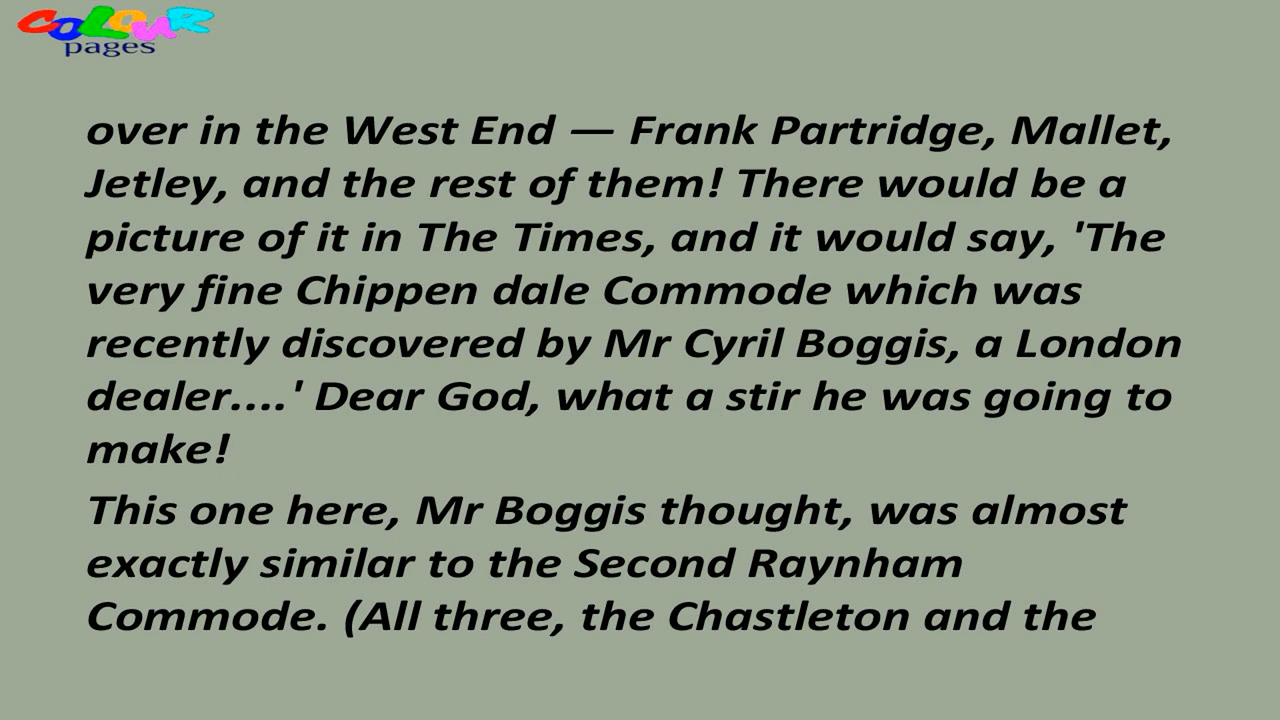 COLOUR
pages
over in the West End — Frank Partridge, Mallet,
Jetley, and the rest of them! There would be a
picture of it in The Times, and it would say, 'The
very fine Chippen dale Commode which was
recently discovered by Mr Cyril Boggis, a London
dealer....' Dear God, what a stir he was going to
make!
This one here, Mr Boggis thought, was almost
exactly similar to the Second Raynham
Commode. (All three, the Chastleton and the